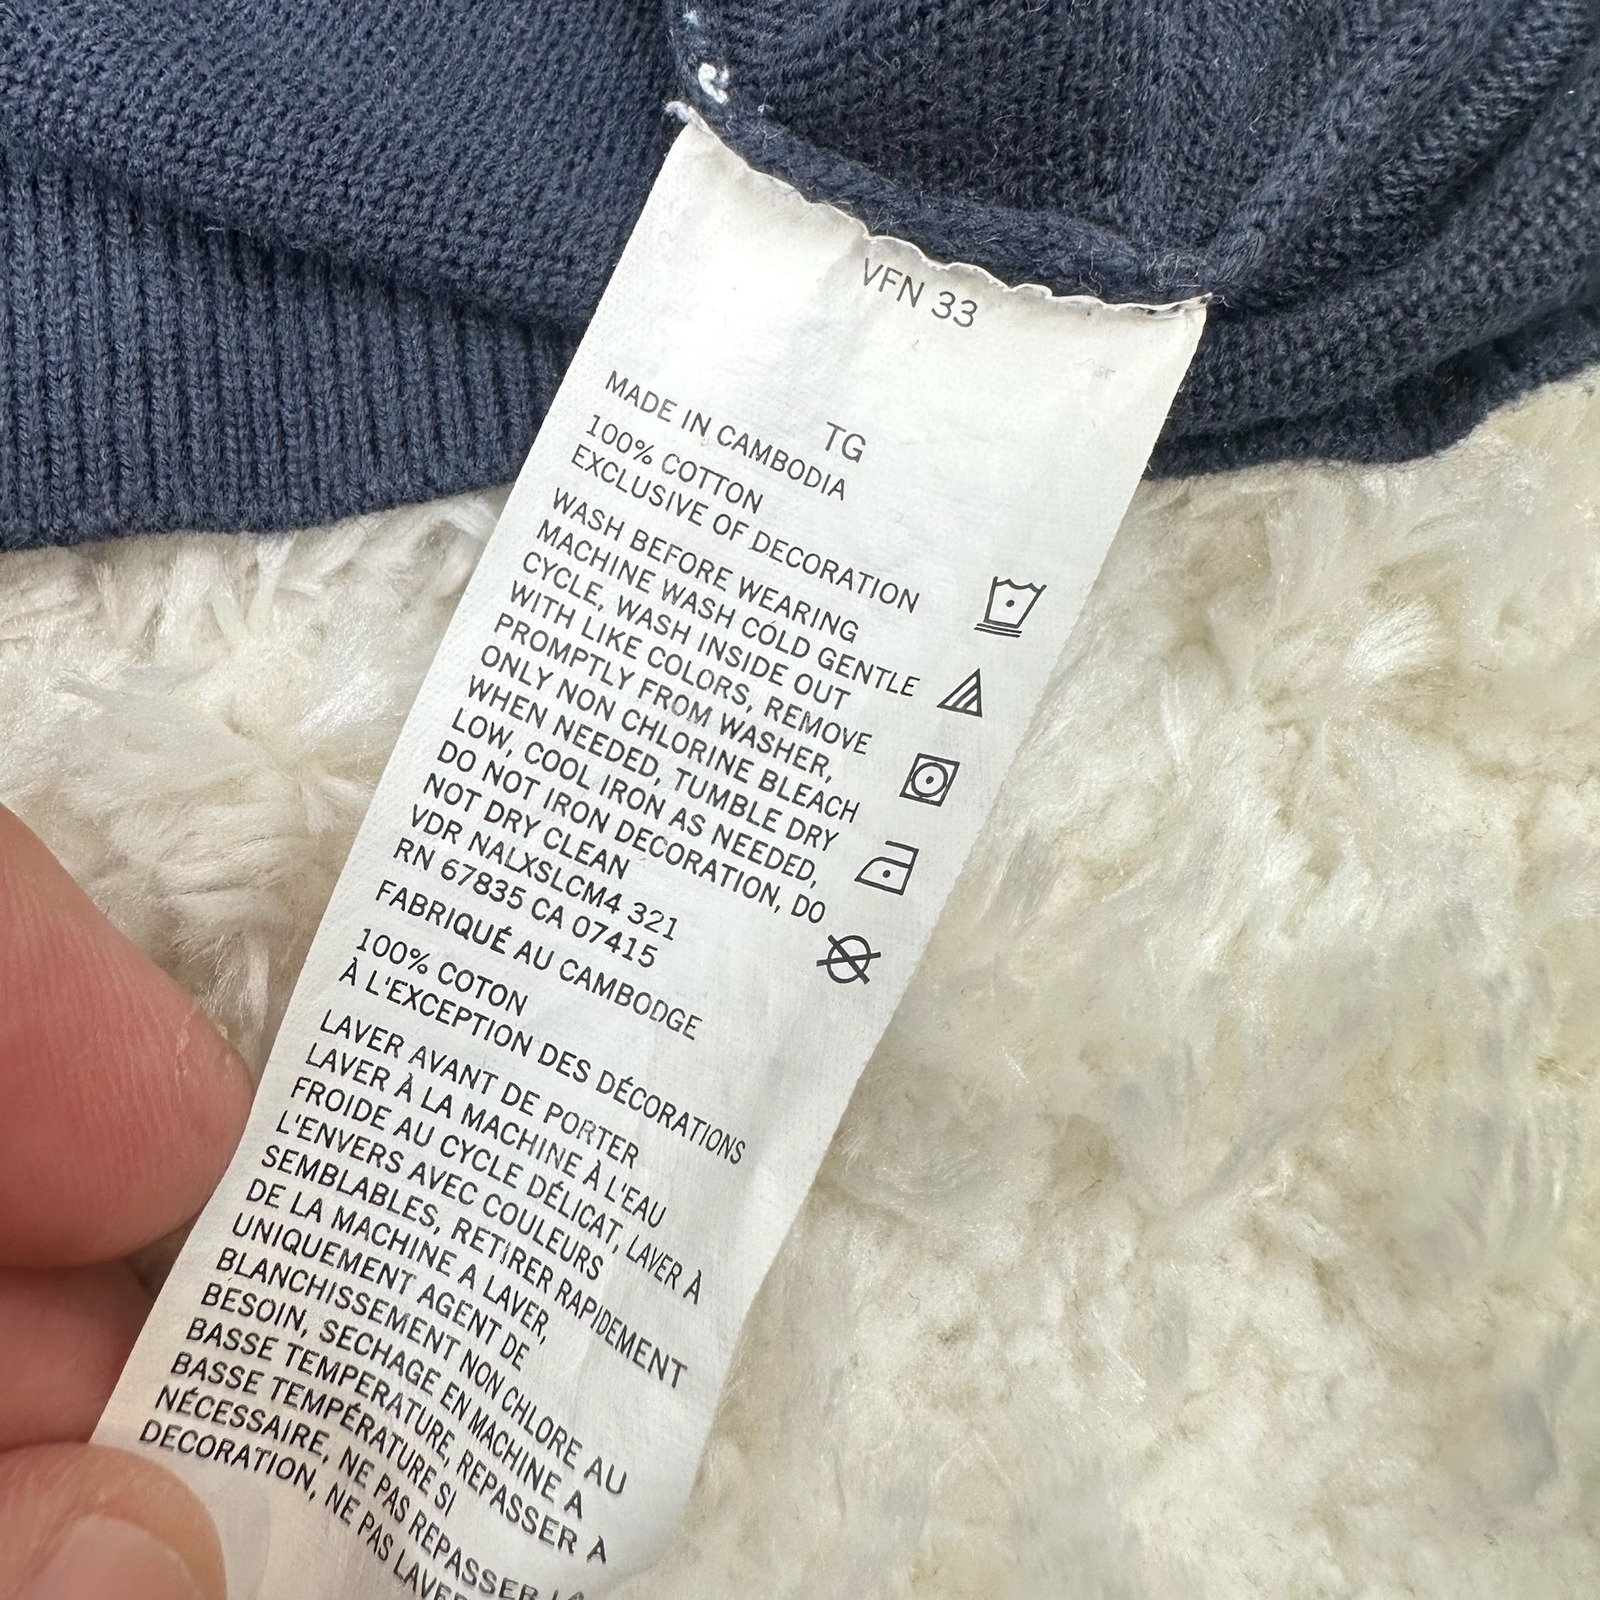 VFN 33
TG
MADE IN CAMBODIA
100% COTTON
EXCLUSIVE OF DECORATION
WASH BEFORE WEARING
MACHINE WASH COLD GENTLE
CYCLE, WASH INSIDE OUT
WITH LIKE COLORS, REMOVE
PROMPTLY FROM WASHER,
ONLY NON CHLORINE BLEACH
WHEN NEEDED, TUMBLE DRY
LOW, COOL IRON AS NEEDED,
DO NOT IRON DECORATION, DO
NOT DRY CLEAN
VDR NALXSLCM4 321
RN 67835 CA 07415
FABRIQUÉ AU CAMBODGE
100% COTON
À L'EXCEPTION DES DÉCORATIONS
LAVER AVANT DE PORTER
LAVER À LA MACHINE À L'EAU
FROIDE AU CYCLE DÉLICAT, LAVER À
L'ENVERS AVEC COULEURS
SEMBLABLES, RETIRER RAPIDEMENT
DE LA MACHINE A LAVER,
UNIQUEMENT AGENT DE
BLANCHISSEMENT NON CHLORE AU
BESOIN, SECHAGE EN MACHINE A
BASSE TEMPERATURE, REPASSER À
BASSE TEMPÉRATURE SI
NÉCESSAIRE, NE PAS REPASSER LA
DECORATION, NE PAS LAVER